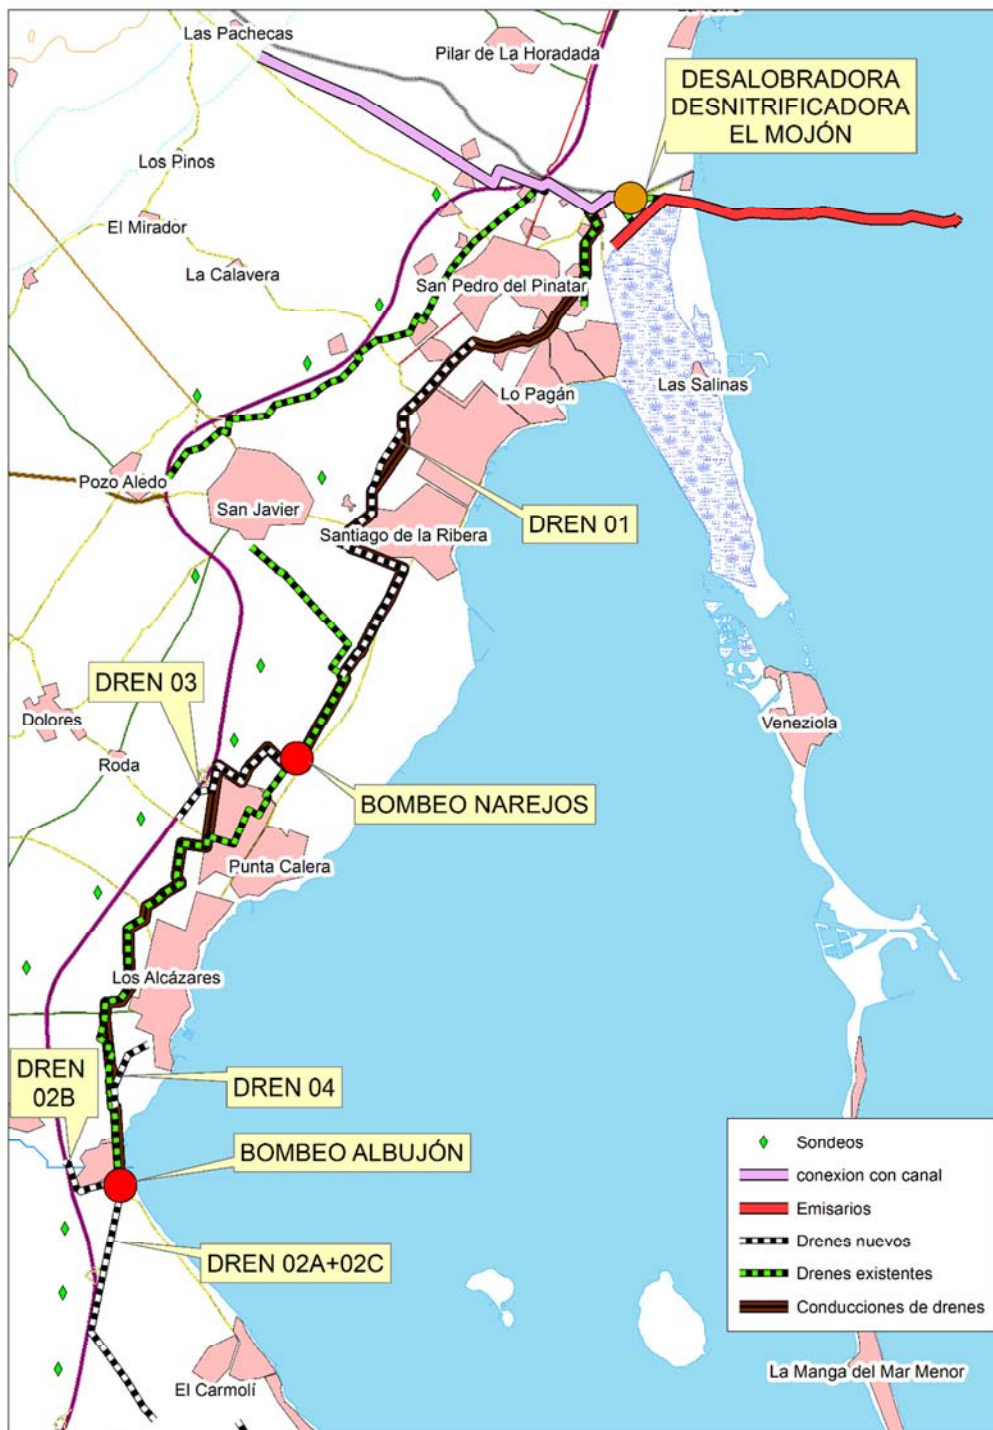 Las Pachecas
Pilar de La Horadada
DESALOBRADORA
DESNITRIFICADORA
EL MOJÓN
Los Pinos
El Mirador
La Calavera
San Pedro del Pinatar
Las Salinas
Lo Pagán
Pozo Aledo
San Javier
DREN 01
Santiago de la Ribera
DREN 03
Dolores
Veneziola
Roda
BOMBEO NAREJOS
Punta Calera
Los Alcázares
DREN
02B
DREN 04
BOMBEO ALBUJÓN
DREN 02A+02C
El Carmolí
La Manga del Mar Menor
Sondeos
conexion con canal
Emisarios
Drenes nuevos
Drenes existentes
Conducciones de drenes